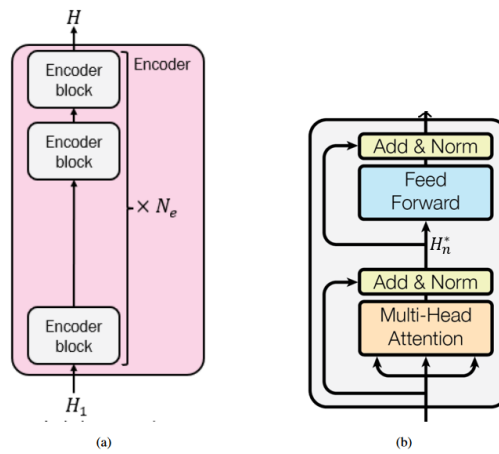 H
Encoder
Encoder
block
Encoder
block
× N_e
Encoder
block
H_1
(a)
Add & Norm
Feed
Forward
H_n^*
Add & Norm
Multi-Head
Attention
(b)